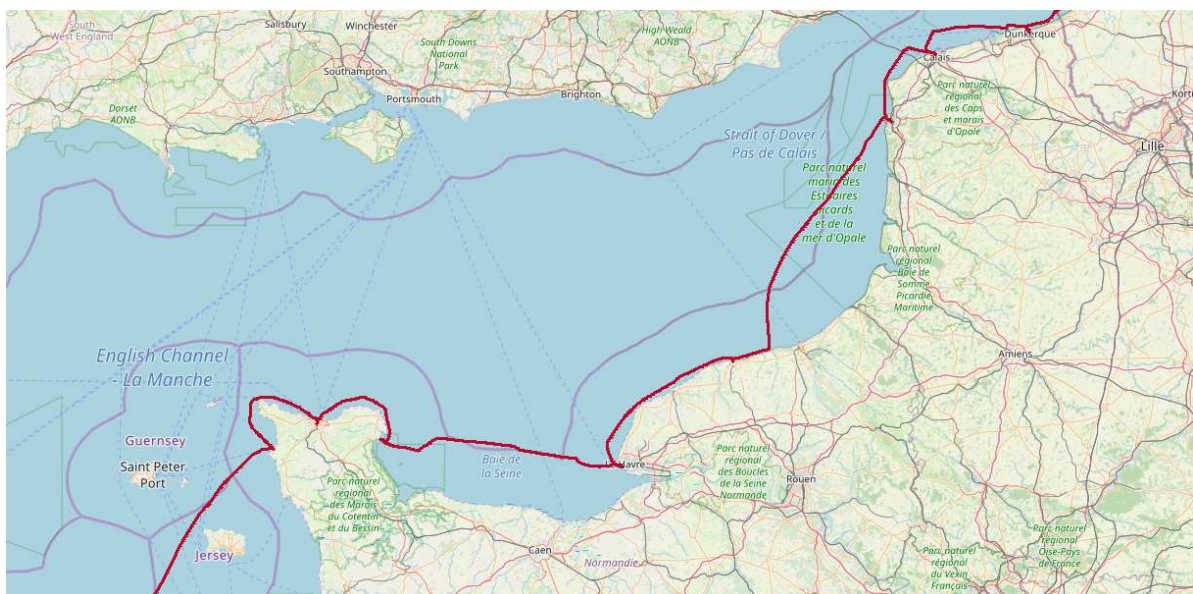 South
West England
Salisbury
Winchester
Southampton
South Downs
National
Park
High Weald
AONB
Portsmouth
Brighton
Dorset
AONB
Dunkerque
Calais
Parc naturel
régional
des Caps
et marais
d'Opale
Lille
Strait of Dover /
Pas de Calais
Parc naturel
marin des
Estuaires
Picards
et de la
mer d'Opale
Parc naturel
régional
Baie de
Somme
Picardie
Maritime
Amiens
English Channel
- La Manche
Guernsey
Saint Peter
Port
Jersey
Baie de
la Seine
Parc naturel
régional
des Marais
du Cotentin
et du Bessin
Caen
Normandie
Parc naturel
régional
des Boucles
de la Seine
Normande
Rouen
Parc naturel
régional
Oise-Pays
de France
Parc naturel
régional
du Vexin
Français